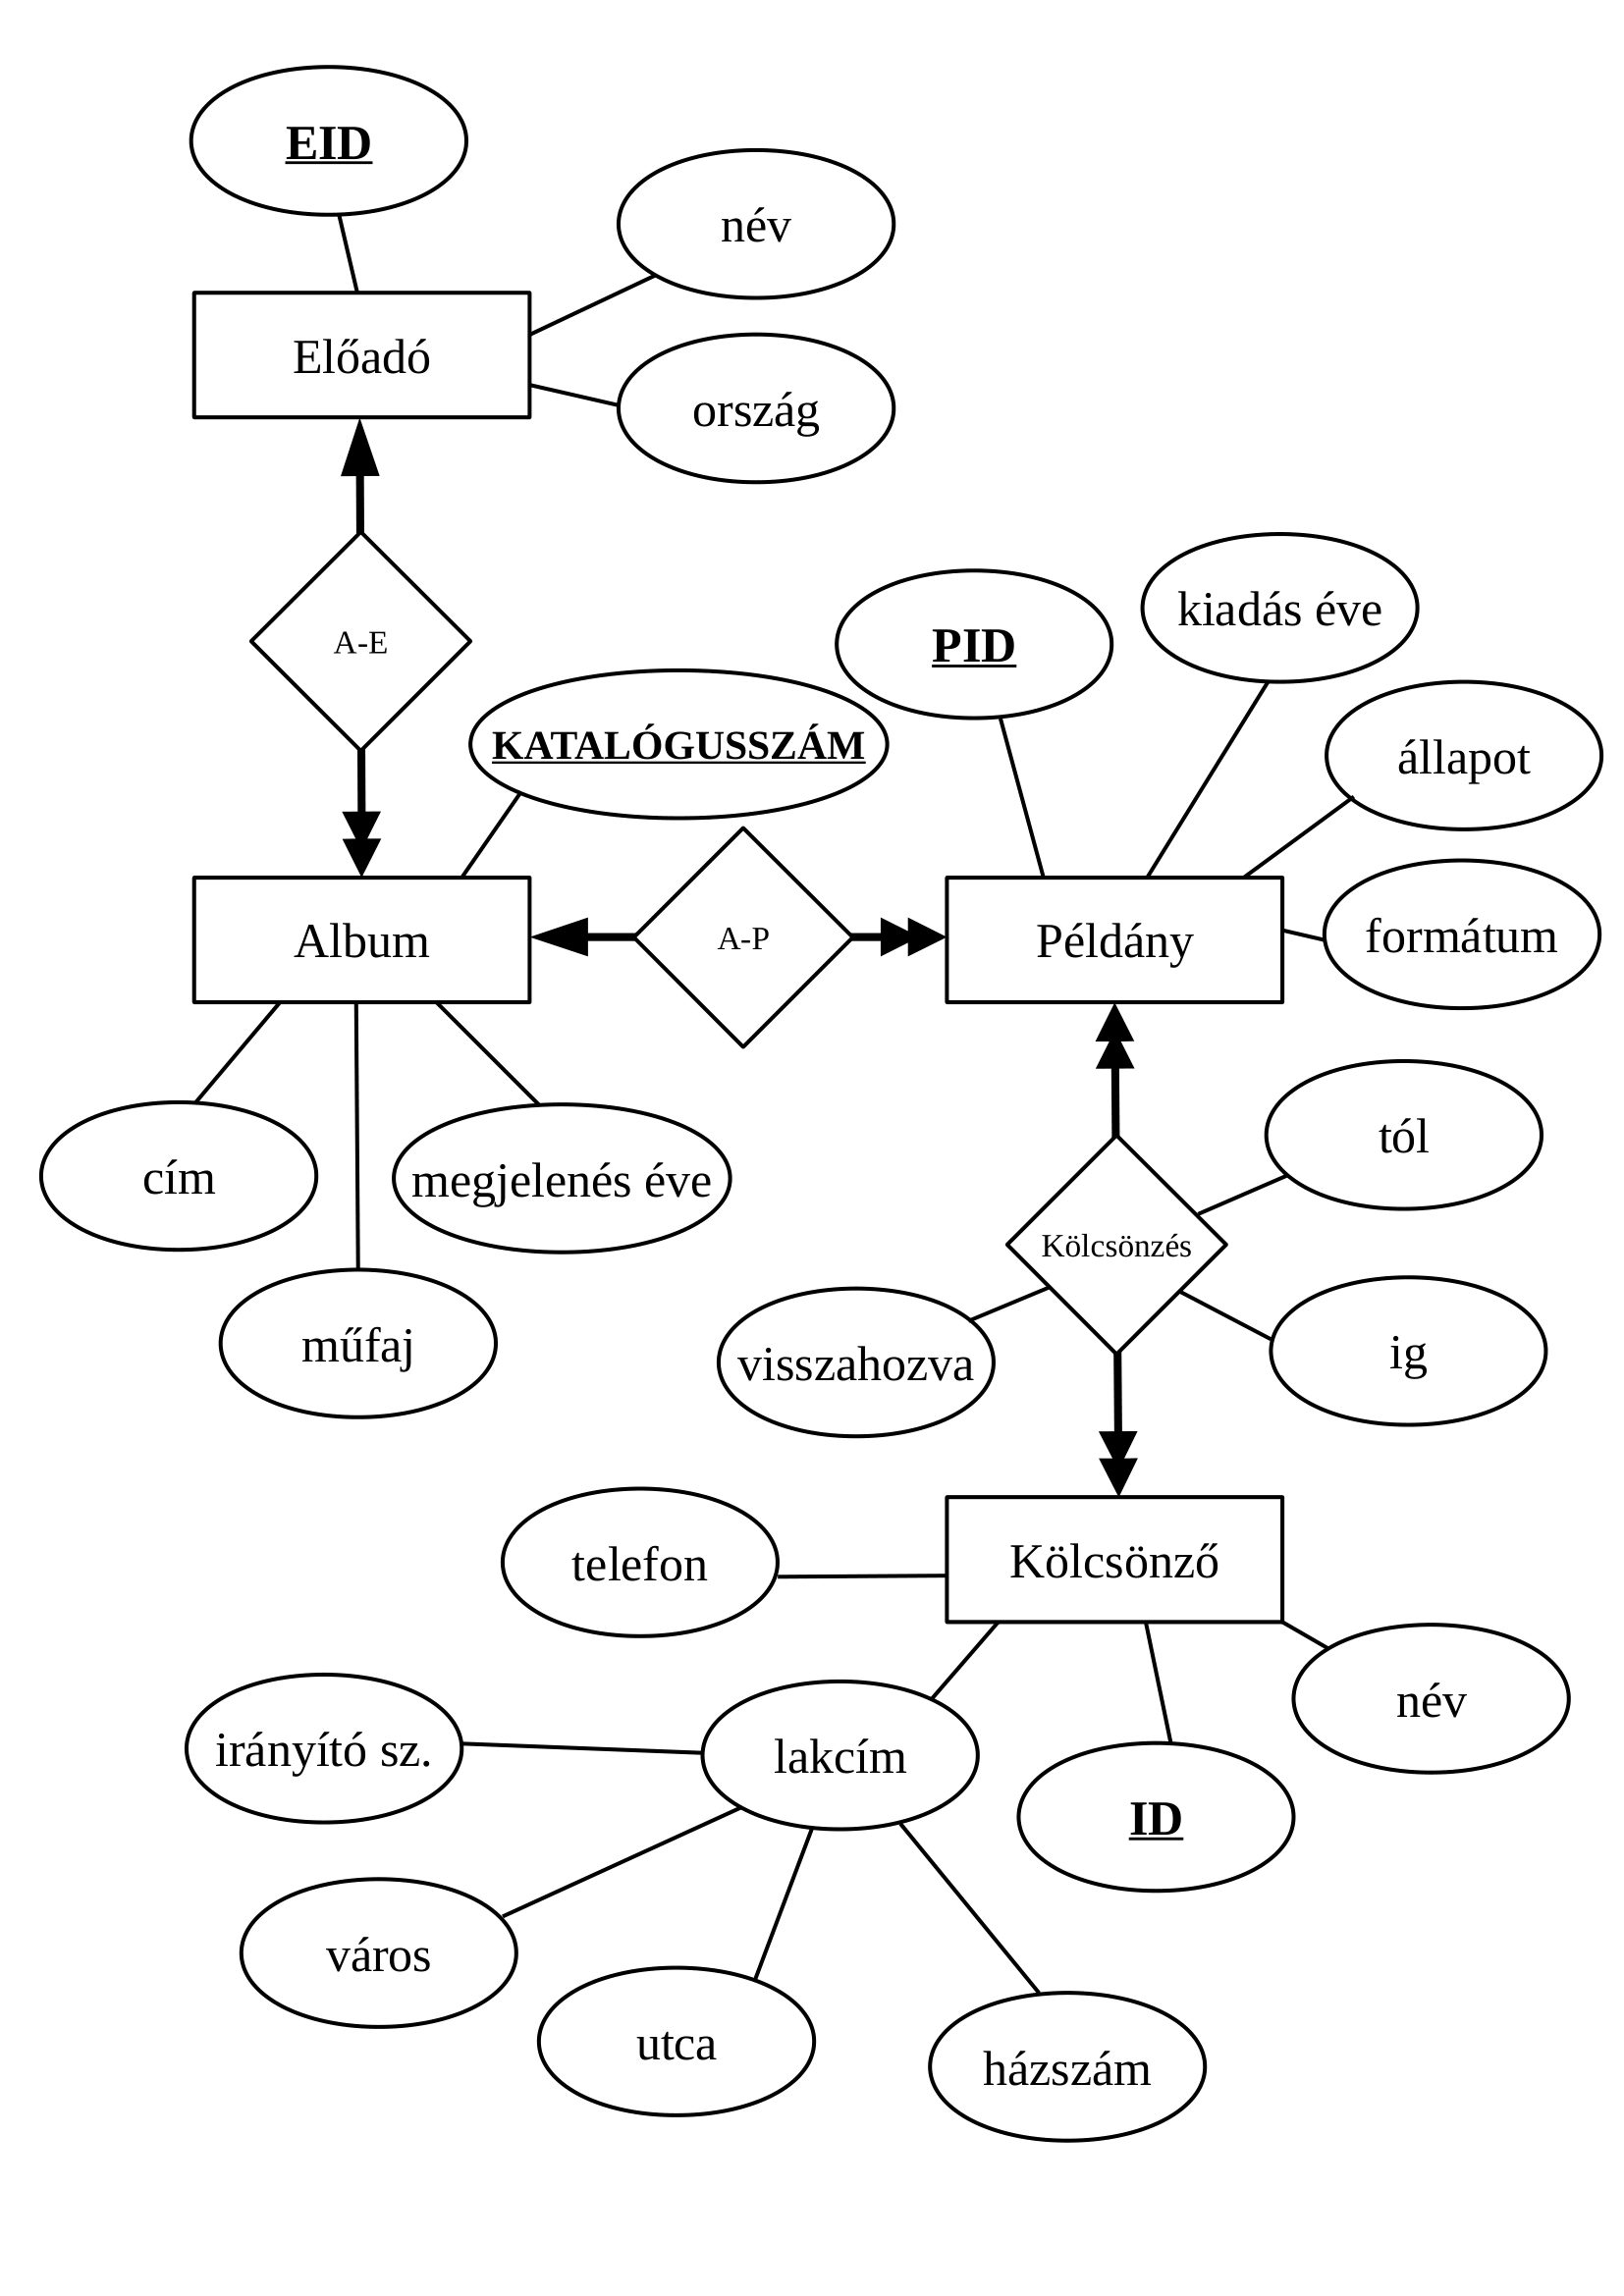 EID
név
Előadó
ország
A-E
kiadás éve
PID
állapot
KATALÓGUSSZÁM
Album
A-P
Példány
formátum
tól
cím
megjelenés éve
Kölcsönzés
műfaj
visszahozva
ig
telefon
Kölcsönző
név
irányító sz.
lakcím
ID
város
utca
házszám